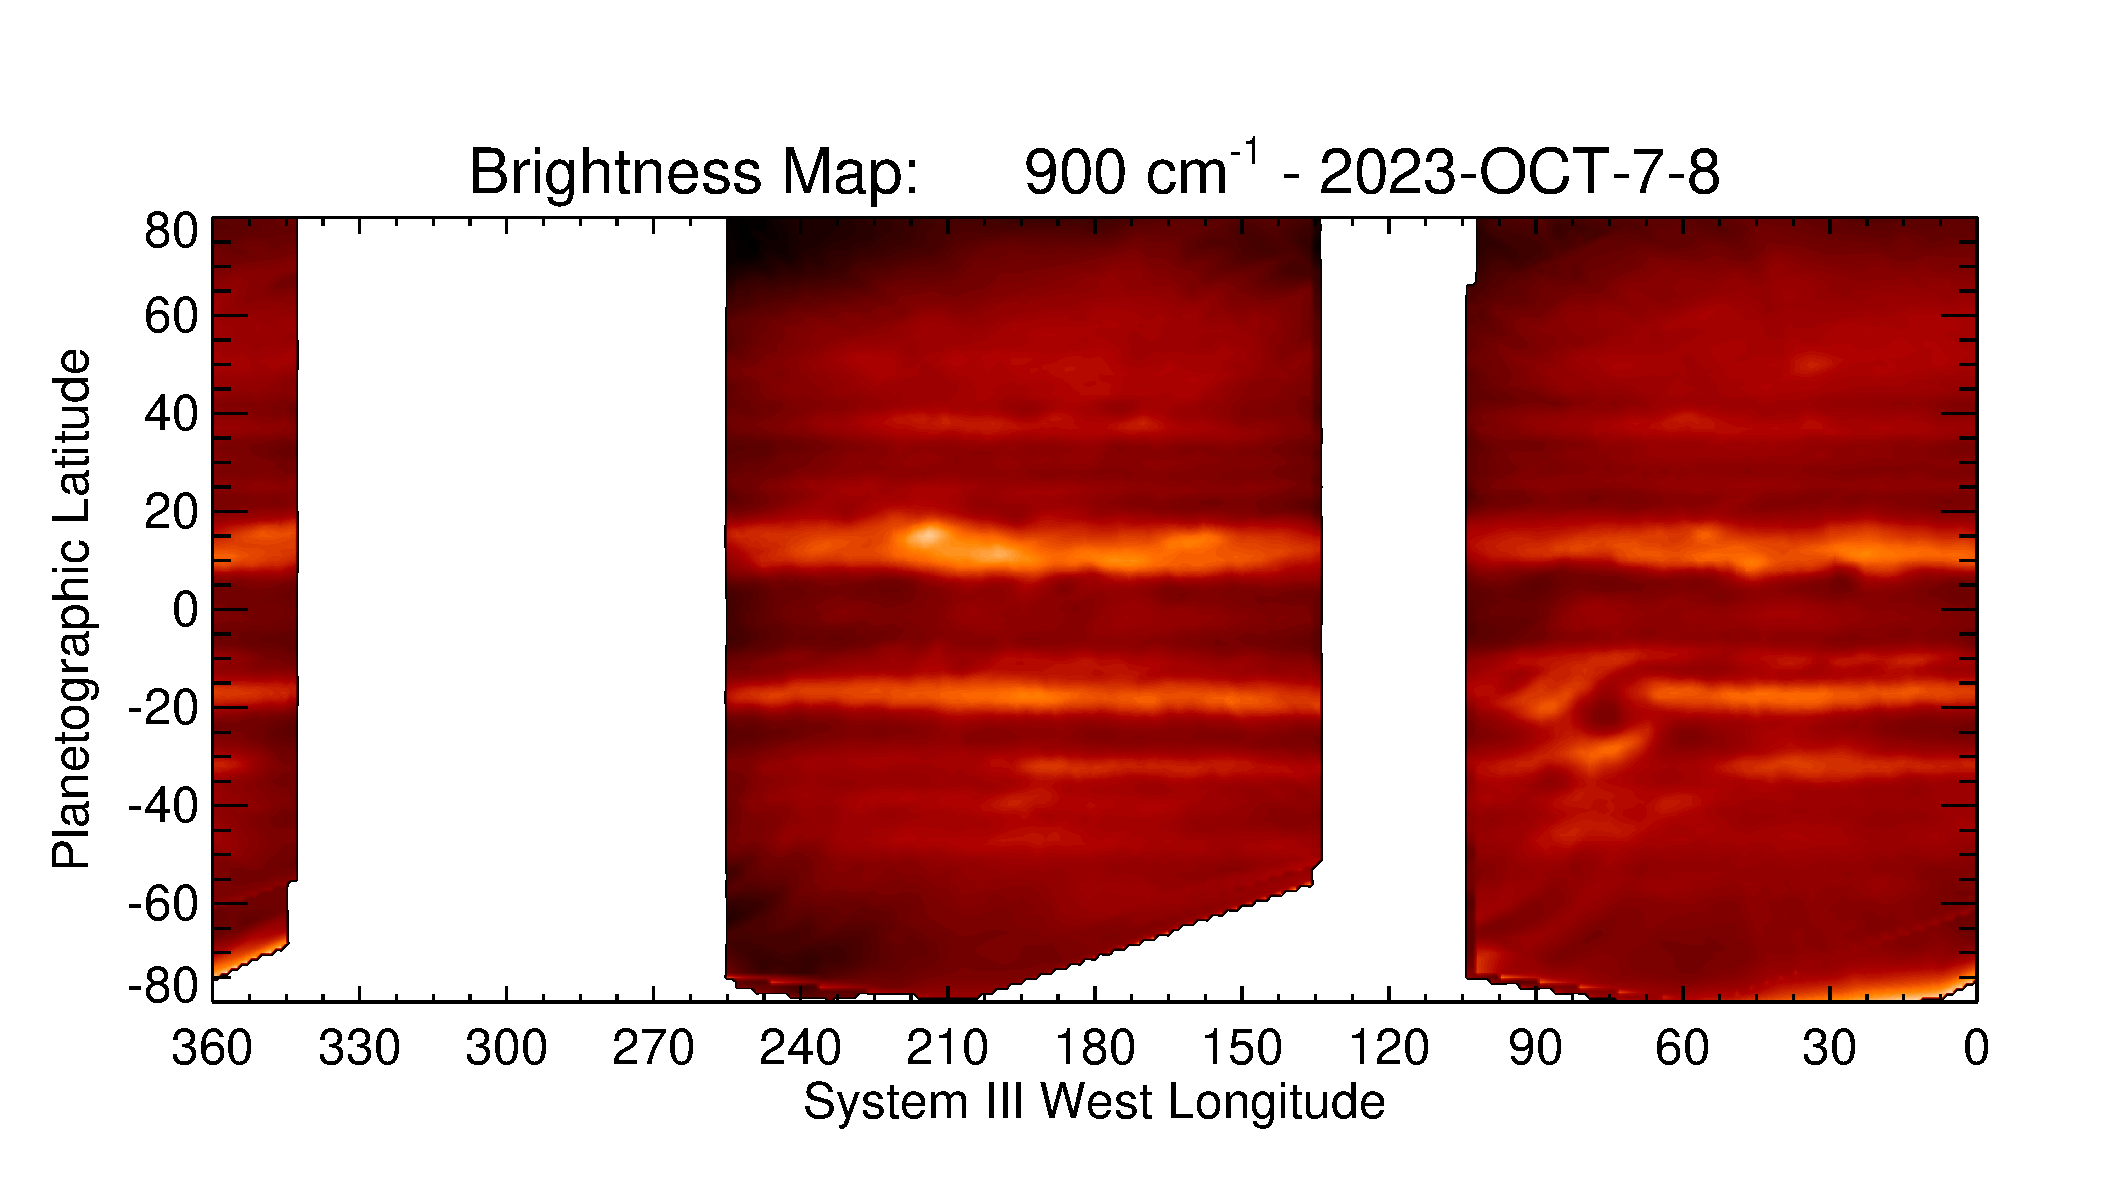 Brightness Map: 900 cm-1 - 2023-OCT-7-8
80
60
40
20
0
-20
-40
-60
-80
Planetographic Latitude
360 330 300 270 240 210 180 150 120 90 60 30 0
System III West Longitude